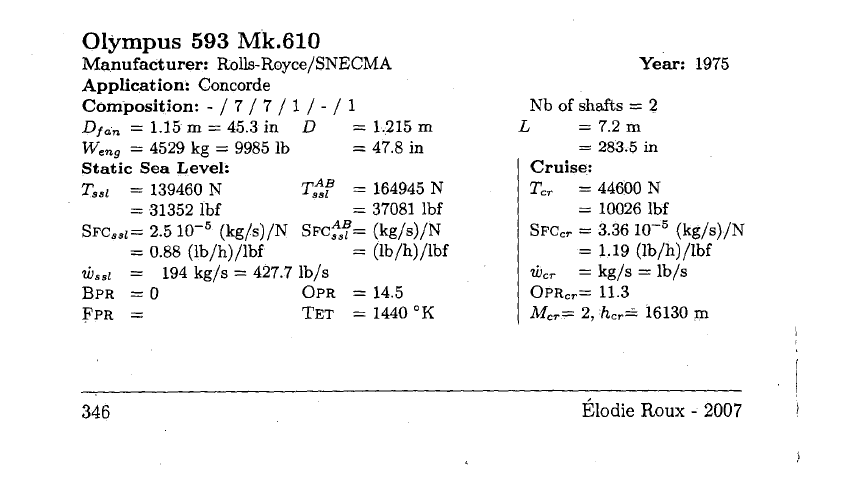 Olympus 593 Mk.610
Manufacturer: Rolls-Royce/SNECMA Year: 1975
Application: Concorde
Composition: - / 7 / 7 / 1 / - / 1 Nb of shafts = 2
D_fan = 1.15 m = 45.3 in D = 1.215 m L = 7.2 m
W_eng = 4529 kg = 9985 lb = 47.8 in = 283.5 in
Static Sea Level: Cruise:
T_ssl = 139460 N T_ssl^AB = 164945 N T_cr = 44600 N
= 31352 lbf = 37081 lbf = 10026 lbf
SFC_ssl = 2.5 10^-5 (kg/s)/N SFC_ssl^AB = (kg/s)/N SFC_cr = 3.36 10^-5 (kg/s)/N
= 0.88 (lb/h)/lbf = (lb/h)/lbf = 1.19 (lb/h)/lbf
ẇ_ssl = 194 kg/s = 427.7 lb/s ẇ_cr = kg/s = lb/s
BPR = 0 OPR = 14.5 OPR_cr = 11.3
FPR = TET = 1440 °K M_cr = 2, h_cr = 16130 m
346 Élodie Roux - 2007